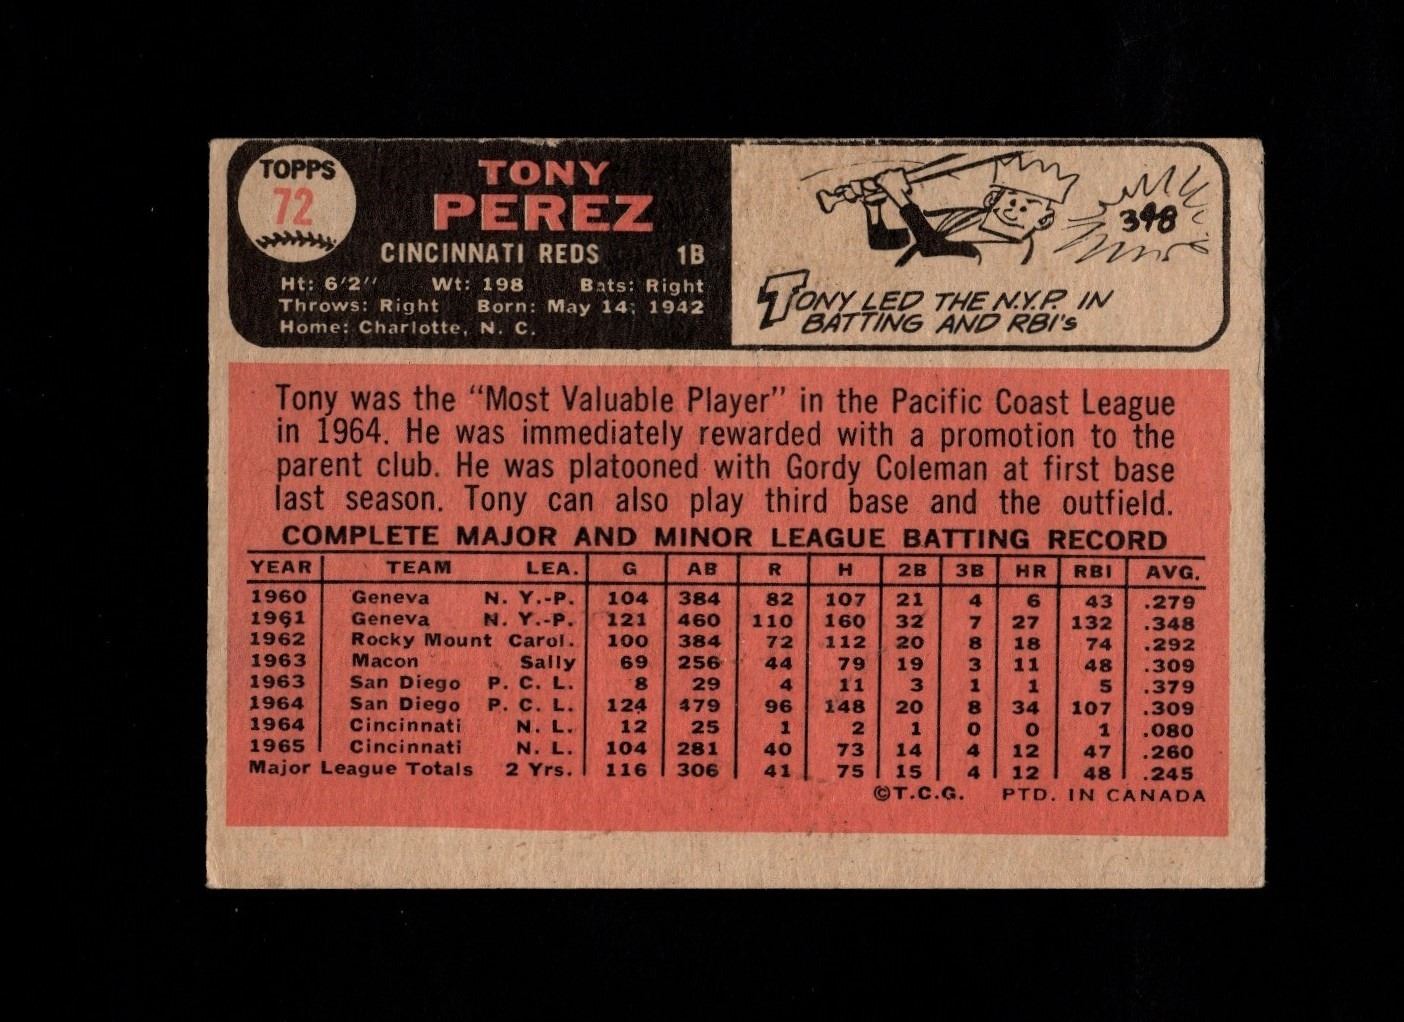 TOPPS
72
TONY
PEREZ
CINCINNATI REDS 1B
Ht: 6'2" Wt: 198 Bats: Right
Throws: Right Born: May 14, 1942
Home: Charlotte, N. C.
398
TONY LED THE N.Y.P. IN
BATTING AND RBI's
Tony was the "Most Valuable Player" in the Pacific Coast League
in 1964. He was immediately rewarded with a promotion to the
parent club. He was platooned with Gordy Coleman at first base
last season. Tony can also play third base and the outfield.
COMPLETE MAJOR AND MINOR LEAGUE BATTING RECORD
YEAR TEAM LEA. G AB R H 2B 3B HR RBI AVG.
1960 Geneva N. Y.-P. 104 384 82 107 21 4 6 43 .279
1961 Geneva N. Y.-P. 121 460 110 160 32 7 27 132 .348
1962 Rocky Mount Carol. 100 384 72 112 20 8 18 74 .292
1963 Macon Sally 69 256 44 79 19 3 11 48 .309
1963 San Diego P. C. L. 8 29 4 11 3 1 1 5 .379
1964 San Diego P. C. L. 124 479 96 148 20 8 34 107 .309
1964 Cincinnati N. L. 12 25 1 2 1 0 0 1 .080
1965 Cincinnati N. L. 104 281 40 73 14 4 12 47 .260
Major League Totals 2 Yrs. 116 306 41 75 15 4 12 48 .245
©T.C.G. PTD. IN CANADA